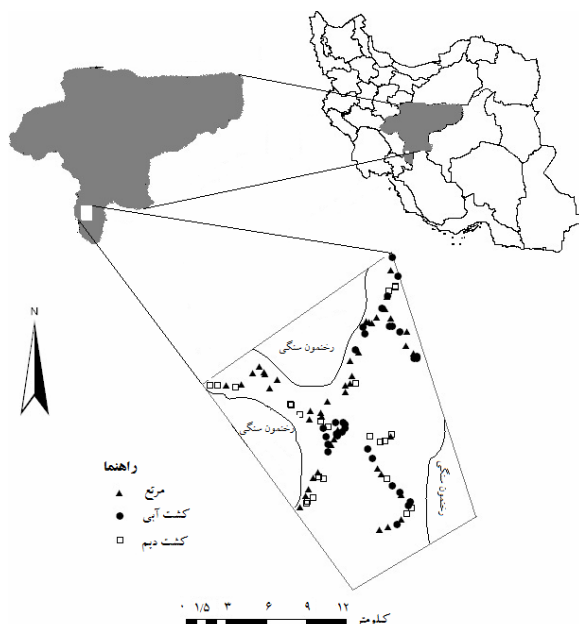 N
رخنمون سنگی
رخنمون سنگی
رخنمون سنگی
راهنما
مرتع
کشت آبی
کشت دیم
۰ ۱/۵ ۳ ۶ ۹ ۱۲
کیلومتر